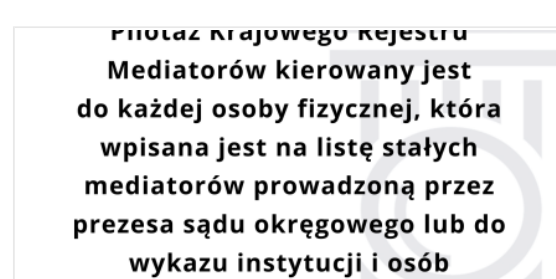 Pilotaż Krajowego Rejestru
Mediatorów kierowany jest
do każdej osoby fizycznej, która
wpisana jest na listę stałych
mediatorów prowadzoną przez
prezesa sądu okręgowego lub do
wykazu instytucji i osób